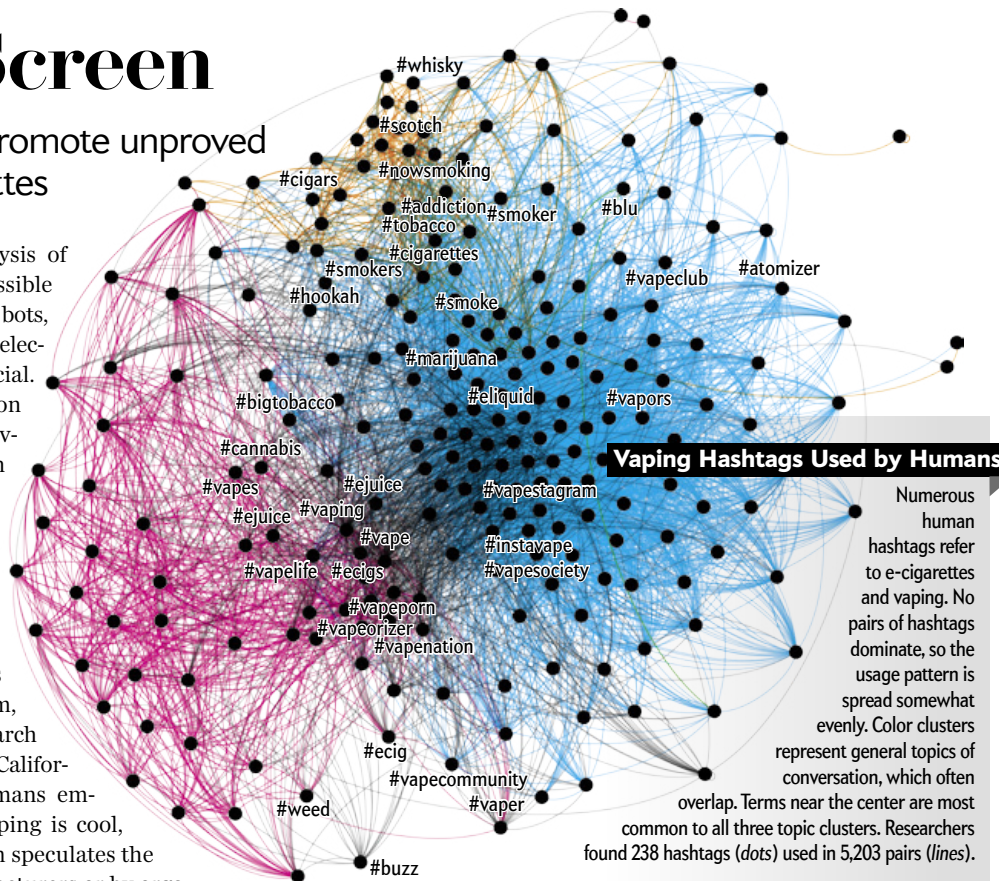 Screen
romote unproved
ttes
ysis of
ssible
bots,
elec-
cial.
on
v-
n
s
m,
arch
Califor-
mans em-
ping is cool,
n speculates the
#whisky
#scotch
#nowsmoking
#cigars
#addiction
#smoker
#blu
#tobacco
#cigarettes
#smokers
#vapeclub
#atomizer
#hookah
#smoke
#marijuana
#eliquid
#vapors
#bigtobacco
#cannabis
#vapes
#ejuice
#vapestagram
#ejuice
#vaping
#vape
#instavape
#vapelife
#ecigs
#vapesociety
#vapeporn
#vapeorizer
#vapenation
#ecig
#vapecommunity
#weed
#vaper
#buzz
Vaping Hashtags Used by Humans
Numerous
human
hashtags refer
to e-cigarettes
and vaping. No
pairs of hashtags
dominate, so the
usage pattern is
spread somewhat
evenly. Color clusters
represent general topics of
conversation, which often
overlap. Terms near the center are most
common to all three topic clusters. Researchers
found 238 hashtags (dots) used in 5,203 pairs (lines).